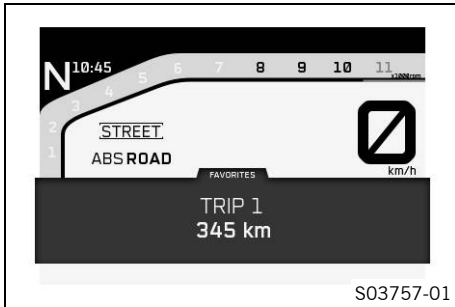 N 10:45
1 2 3 4 5 6 7 8 9 10 11
x1000rpm
STREET
ABS ROAD
0
km/h
FAVORITES
TRIP 1
345 km
S03757-01